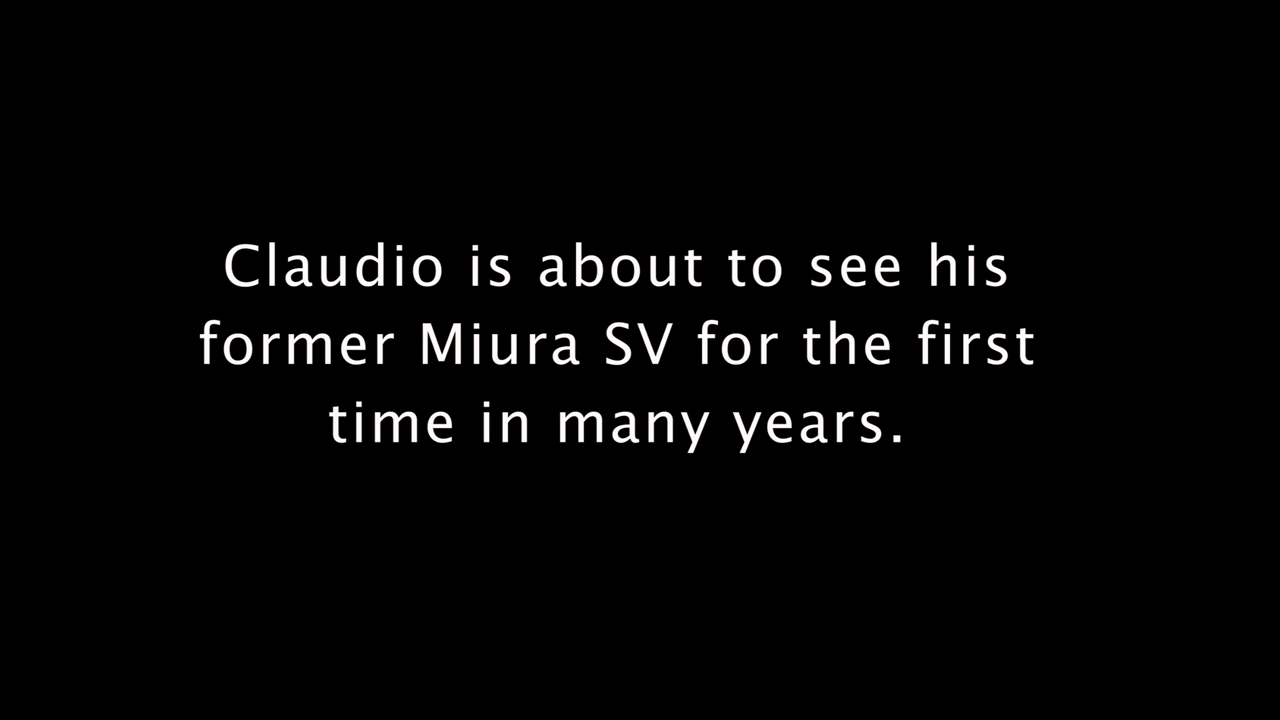 Claudio is about to see his
former Miura SV for the first
time in many years.